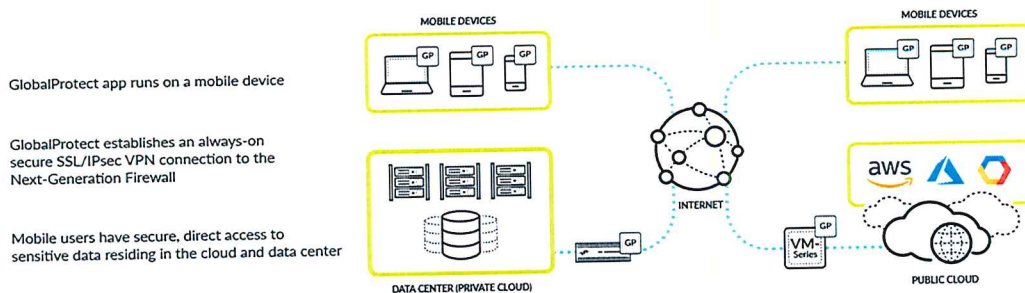 MOBILE DEVICES
GP
GP
GP
MOBILE DEVICES
GP
GP
GP
GlobalProtect app runs on a mobile device
GlobalProtect establishes an always-on
secure SSL/IPsec VPN connection to the
Next-Generation Firewall
aws
INTERNET
Mobile users have secure, direct access to
sensitive data residing in the cloud and data center
GP
GP
VM-
Series
DATA CENTER (PRIVATE CLOUD)
PUBLIC CLOUD